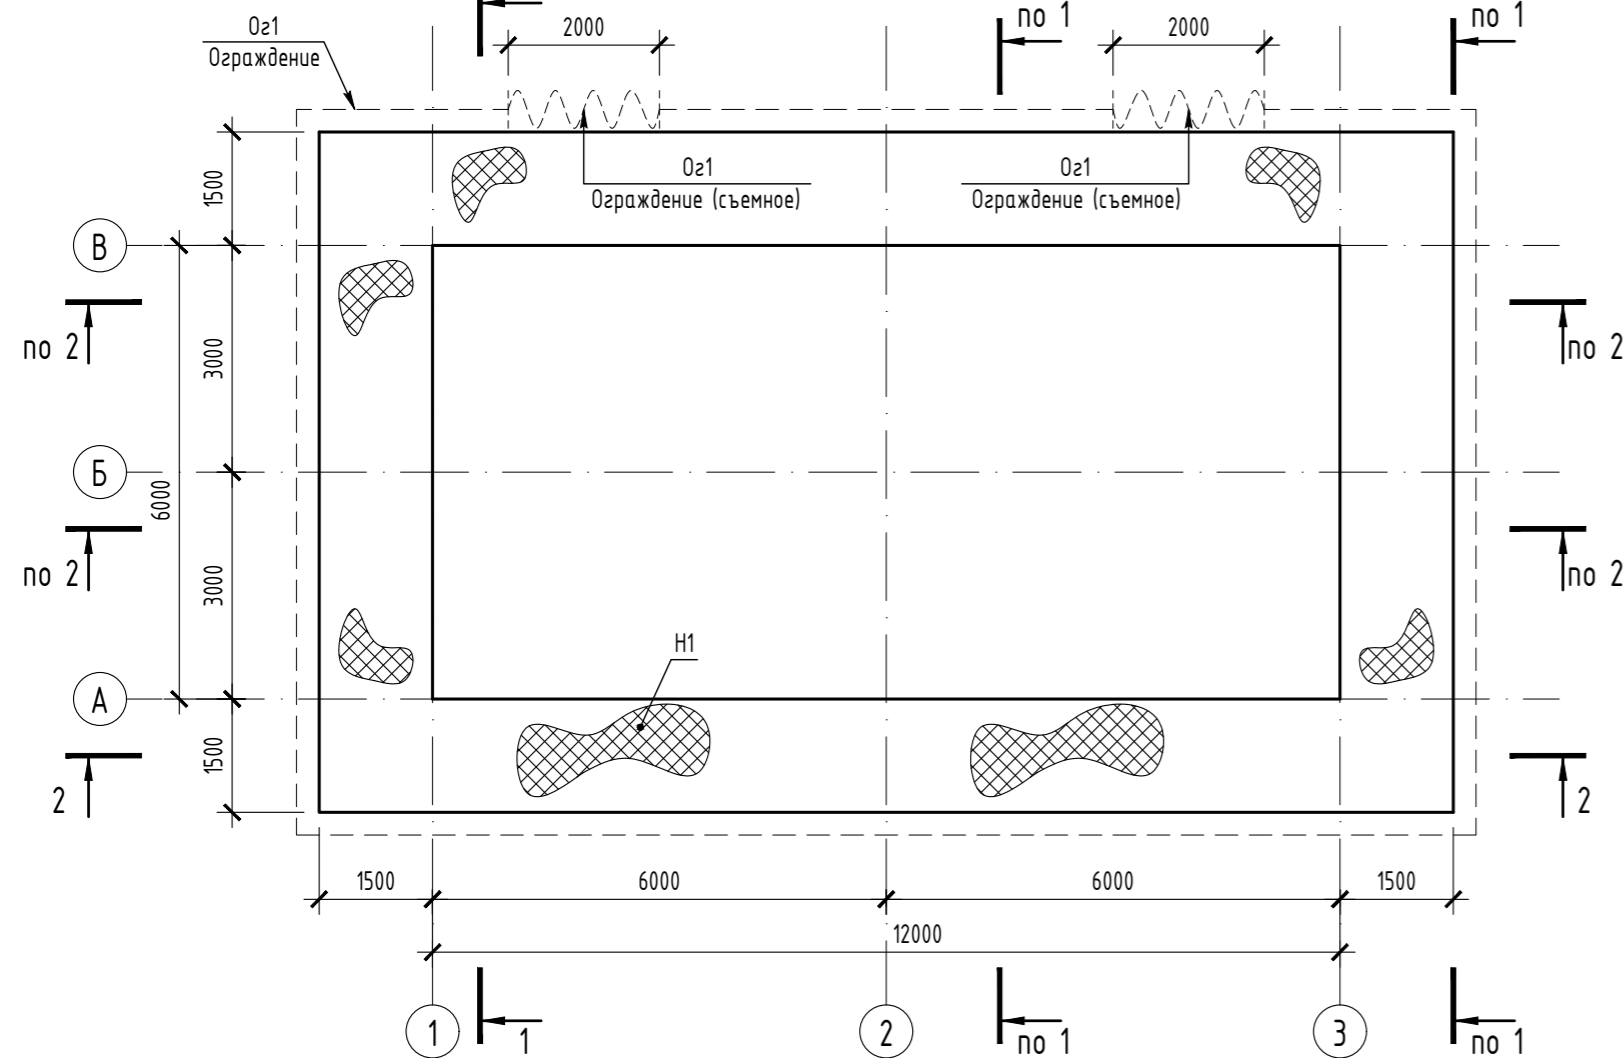 по 1
по 1
Ог1
Ограждение
2000
2000
Ог1
Ограждение (съемное)
Ог1
Ограждение (съемное)
1500
В
по 2
по 2
3000
Б
6000
по 2
по 2
3000
Н1
А
1500
2
2
1500
6000
6000
1500
12000
1
1
2
по 1
3
по 1